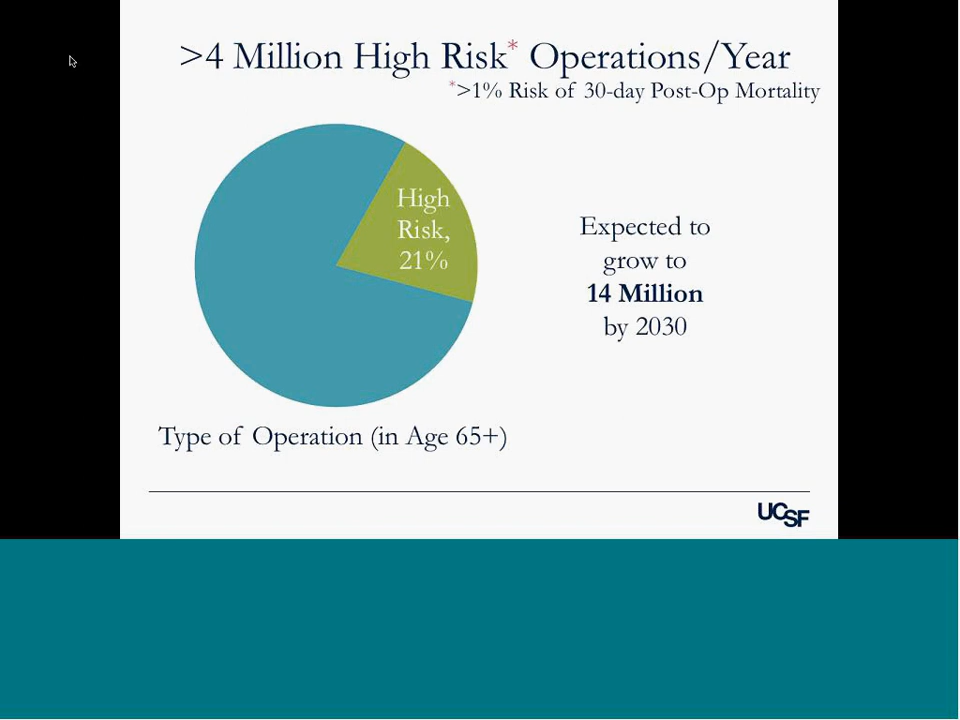 >4 Million High Risk* Operations/Year
*>1% Risk of 30-day Post-Op Mortality
High
Risk,
21%
Expected to
grow to
14 Million
by 2030
Type of Operation (in Age 65+)
UCSF